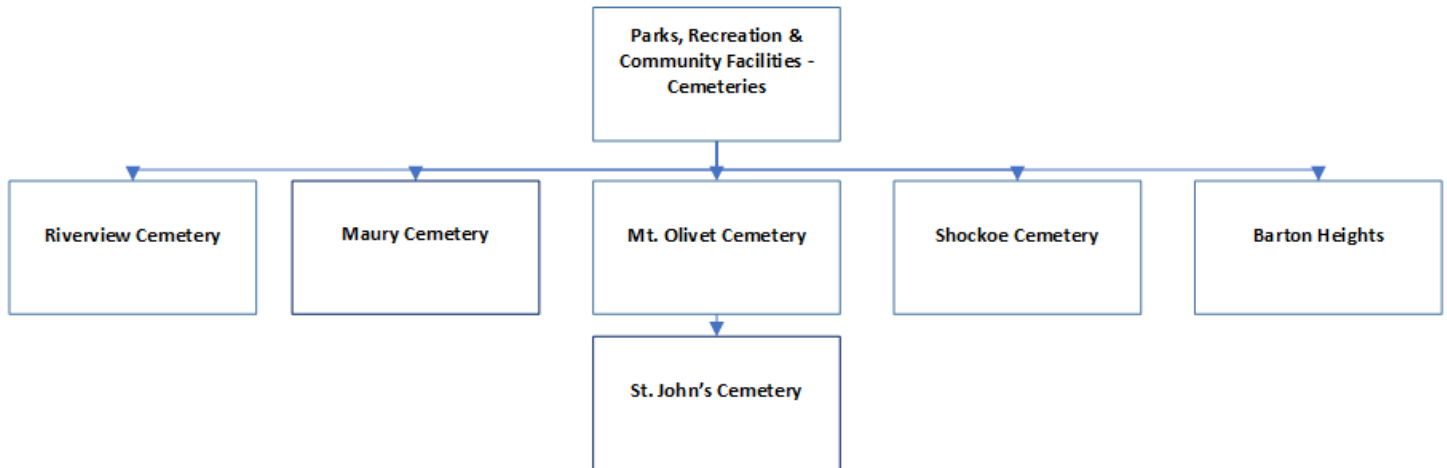 Parks, Recreation &
Community Facilities -
Cemeteries
Riverview Cemetery
Maury Cemetery
Mt. Olivet Cemetery
Shockoe Cemetery
Barton Heights
St. John’s Cemetery